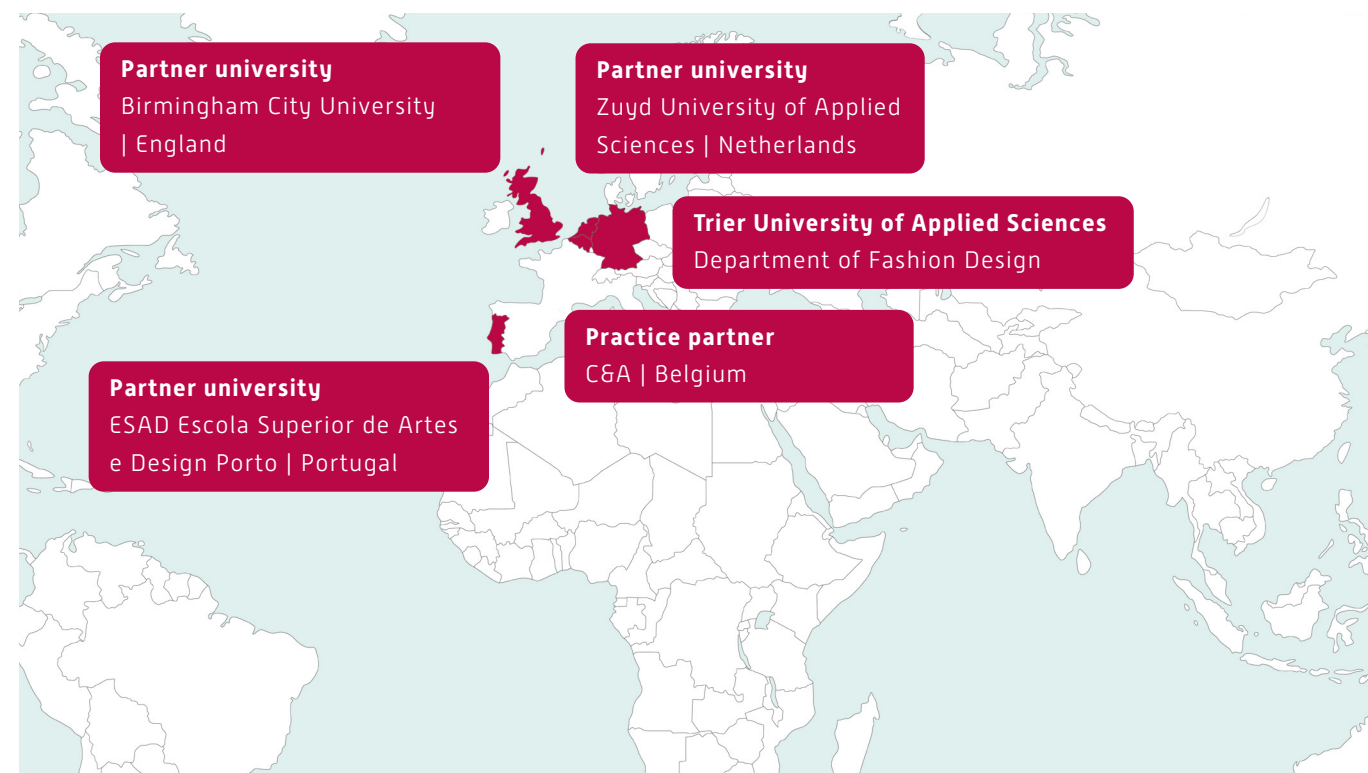 Partner university
Birmingham City University
| England
Partner university
Zuyd University of Applied
Sciences | Netherlands
Trier University of Applied Sciences
Department of Fashion Design
Practice partner
C&A | Belgium
Partner university
ESAD Escola Superior de Artes
e Design Porto | Portugal